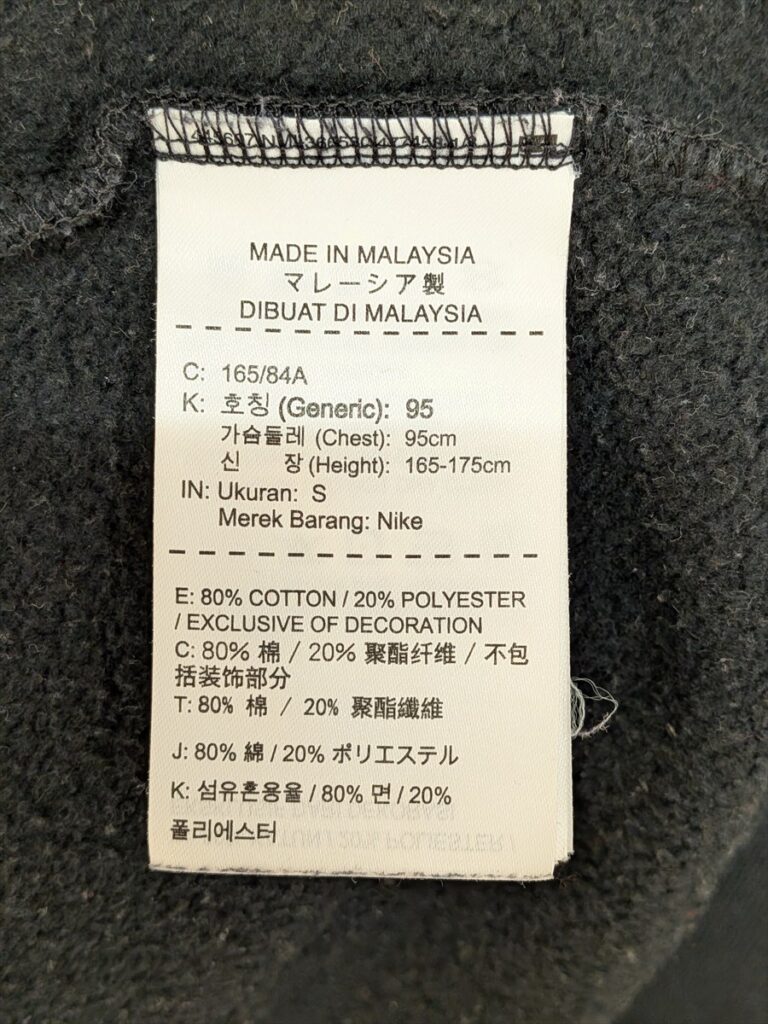 MADE IN MALAYSIA
マレーシア製
DIBUAT DI MALAYSIA
C: 165/84A
K: 호칭 (Generic): 95
가슴둘레 (Chest): 95cm
신 장 (Height): 165-175cm
IN: Ukuran: S
Merek Barang: Nike
E: 80% COTTON / 20% POLYESTER
/ EXCLUSIVE OF DECORATION
C: 80% 棉 / 20% 聚酯纤维 / 不包
括装饰部分
T: 80% 棉 / 20% 聚酯纖維
J: 80% 綿 / 20% ポリエステル
K: 섬유혼용율 / 80% 면 / 20%
폴리에스터